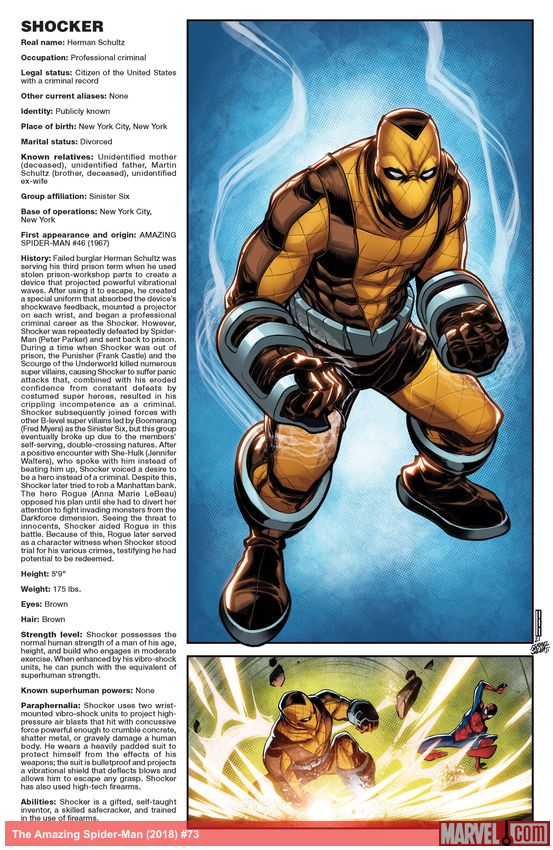 SHOCKER
Real name: Herman Schultz
Occupation: Professional criminal
Legal status: Citizen of the United States
with a criminal record
Other current aliases: None
Identity: Publicly known
Place of birth: New York City, New York
Marital status: Divorced
Known relatives: Unidentified mother
(deceased), unidentified father, Martin
Schultz (brother, deceased), unidentified
ex-wife
Group affiliation: Sinister Six
Base of operations: New York City,
New York
First appearance and origin: AMAZING
SPIDER-MAN #46 (1967)
History: Failed burglar Herman Schultz was
serving his third prison term when he used
stolen prison-workshop parts to create a
device that projected powerful vibrational
waves. After using it to escape, he created
a special uniform that absorbed the device's
shockwave feedback, mounted a projector
on each wrist, and began a professional
criminal career as the Shocker. However,
Shocker was repeatedly defeated by Spider-
Man (Peter Parker) and sent back to prison.
During a time when Shocker was out of
prison, the Punisher (Frank Castle) and the
Scourge of the Underworld killed numerous
super villains, causing Shocker to suffer panic
attacks that, combined with his eroded
confidence from constant defeats by
costumed super heroes, resulted in his
crippling incompetence as a criminal.
Shocker subsequently joined forces with
other B-level super villains led by Boomerang
(Fred Myers) as the Sinister Six, but this group
eventually broke up due to the members'
self-serving, double-crossing natures. After
a positive encounter with She-Hulk (Jennifer
Walters), who spoke with him instead of
beating him up, Shocker voiced a desire to
be a hero instead of a criminal. Despite this,
Shocker later tried to rob a Manhattan bank.
The hero Rogue (Anna Marie LeBeau)
opposed his plan until she had to divert her
attention to fight invading monsters from the
Darkforce dimension. Seeing the threat to
innocents, Shocker aided Rogue in this
battle. Because of this, Rogue later served
as a character witness when Shocker stood
trial for his various crimes, testifying he had
potential to be redeemed.
Height: 5'9"
Weight: 175 lbs.
Eyes: Brown
Hair: Brown
Strength level: Shocker possesses the
normal human strength of a man of his age,
height, and build who engages in moderate
exercise. When enhanced by his vibro-shock
units, he can punch with the equivalent of
superhuman strength.
Known superhuman powers: None
Paraphernalia: Shocker uses two wrist-
mounted vibro-shock units to project high-
pressure air blasts that hit with concussive
force powerful enough to crumble concrete,
shatter metal, or gravely damage a human
body. He wears a heavily padded suit to
protect himself from the effects of his
weapons; the suit is bulletproof and projects
a vibrational shield that deflects blows and
allows him to escape any grasp. Shocker
has also used high-tech firearms.
Abilities: Shocker is a gifted, self-taught
inventor, a skilled safecracker, and trained
in the use of firearms.
The Amazing Spider-Man (2018) #73
MARVEL.com